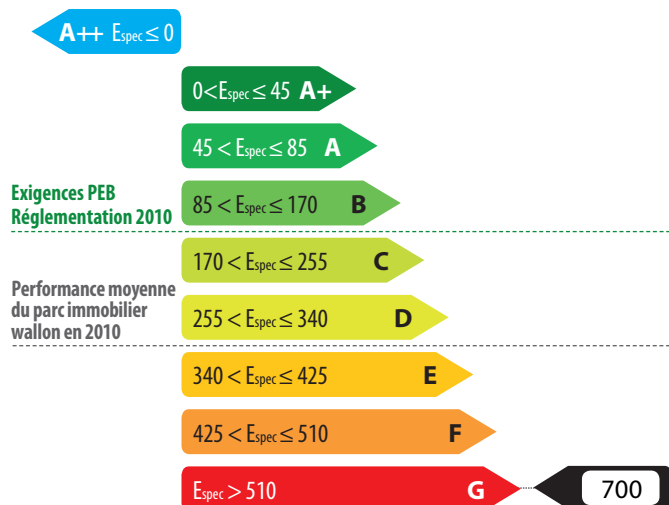 A++ Espec ≤ 0
0<Espec ≤ 45 A+
45 < Espec ≤ 85 A
Exigences PEB
Réglementation 2010
85 < Espec ≤ 170 B
170 < Espec ≤ 255 C
Performance moyenne
du parc immobilier
wallon en 2010
255 < Espec ≤ 340 D
340 < Espec ≤ 425 E
425 < Espec ≤ 510 F
Espec > 510 G 700